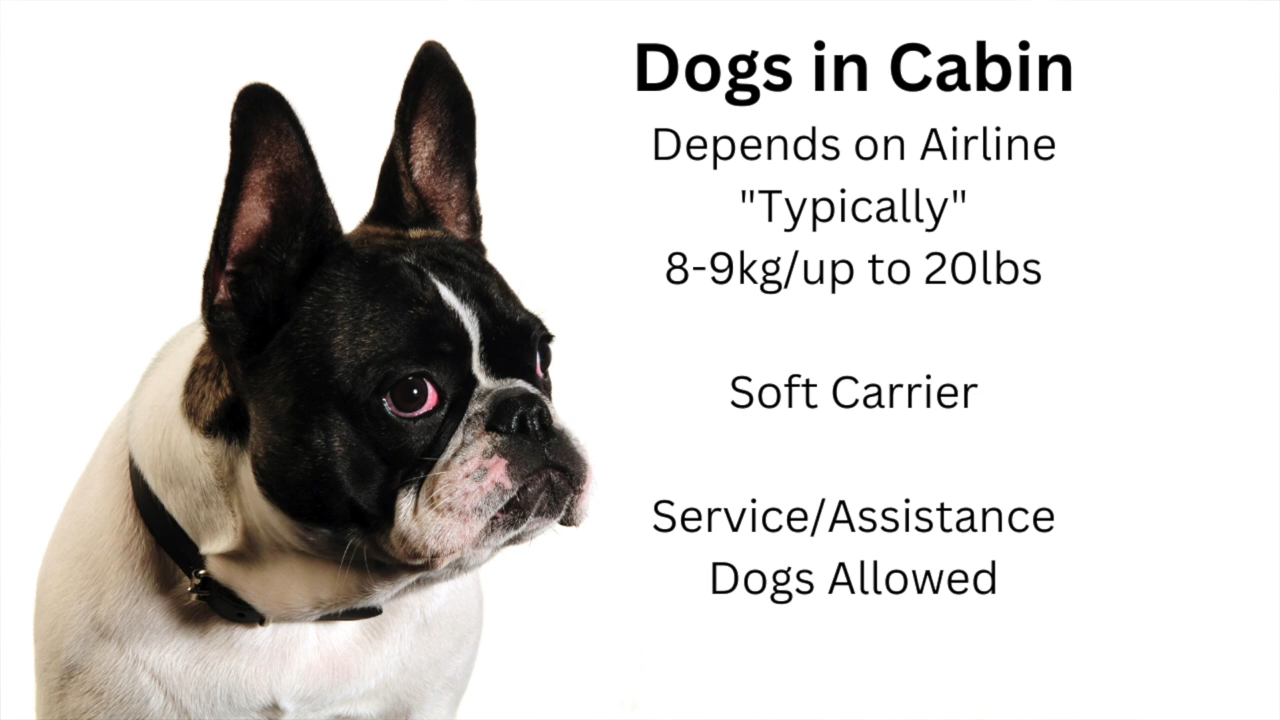 Dogs in Cabin
Depends on Airline
"Typically"
8-9kg/up to 20lbs
Soft Carrier
Service/Assistance
Dogs Allowed